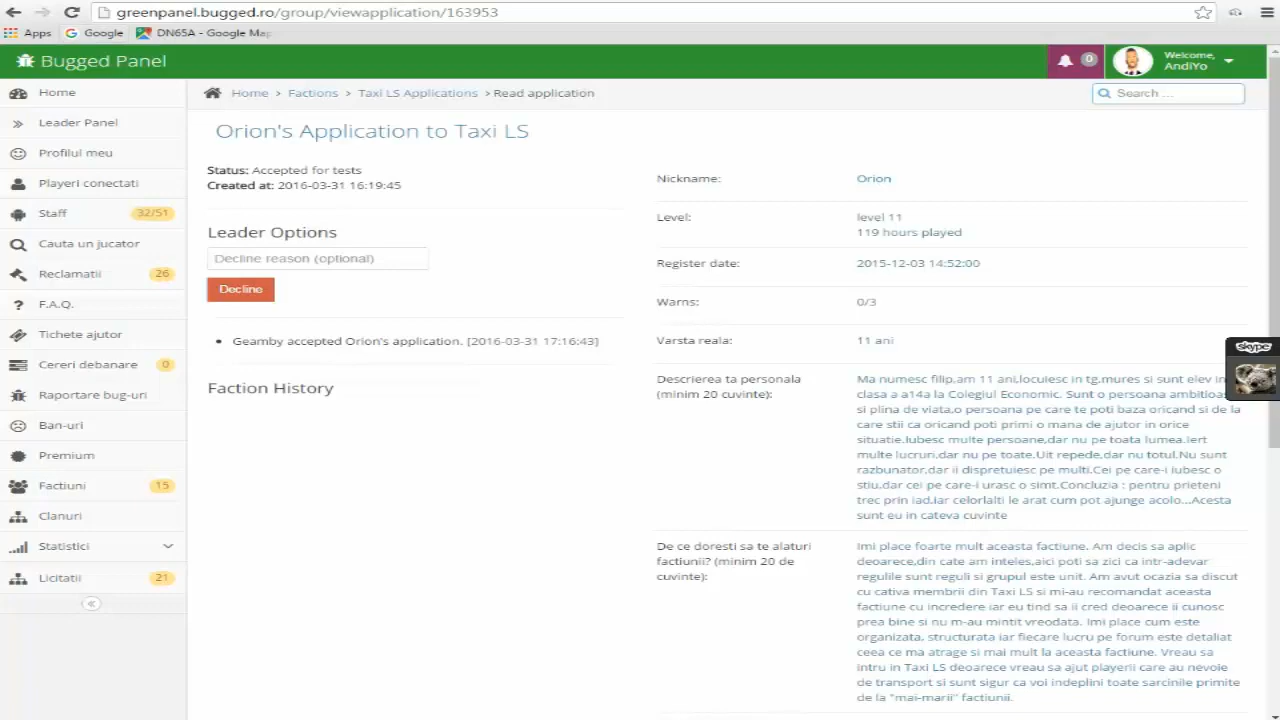 greenpanel.bugged.ro/group/viewapplication/163953
Apps Google DN65A - Google Map
Bugged Panel
0
Welcome,
AndiYo
Home
Leader Panel
Profilul meu
Playeri conectati
Staff 32/51
Cauta un jucator
Reclamatii 26
F.A.Q.
Tichete ajutor
Cereri debanare 0
Raportare bug-uri
Ban-uri
Premium
Factiuni 15
Clanuri
Statistici
Licitatii 21
Home > Factions > Taxi LS Applications > Read application
Search ...
Orion's Application to Taxi LS
Status: Accepted for tests
Created at: 2016-03-31 16:19:45
Leader Options
Decline reason (optional)
Decline
Geamby accepted Orion's application. [2016-03-31 17:16:43]
Faction History
Nickname: Orion
Level: level 11
119 hours played
Register date: 2015-12-03 14:52:00
Warns: 0/3
Varsta reala: 11 ani
Descrierea ta personala
(minim 20 cuvinte):
Ma numesc filip,am 11 ani,locuiesc in tg.mures si sunt elev in
clasa a a14a la Colegiul Economic. Sunt o persoana ambitioas
si plina de viata,o persoana pe care te poti baza oricand si de la
care stii ca oricand poti primi o mana de ajutor in orice
situatie.Iubesc multe persoane,dar nu pe toata lumea.Iert
multe lucruri,dar nu pe toate.Uit repede,dar nu totul.Nu sunt
razbunator,dar ii dispretuiesc pe multi.Cei pe care-i iubesc o
stiu,dar cei pe care-i urasc o simt.Concluzia : pentru prieteni
trec prin iad,iar celorlalti le arat cum pot ajunge acolo...Acesta
sunt eu in cateva cuvinte
De ce doresti sa te alaturi
factiunii? (minim 20 de
cuvinte):
Imi place foarte mult aceasta factiune. Am decis sa aplic
deoarece,din cate am inteles,aici poti sa zici ca intr-adevar
regulile sunt reguli si grupul este unit. Am avut ocazia sa discut
cu cativa membrii din Taxi LS si mi-au recomandat aceasta
factiune cu incredere iar eu tind sa ii cred deoarece ii cunosc
prea bine si nu m-au mintit vreodata. Imi place cum este
organizata, structurata iar fiecare lucru pe forum este detaliat
ceea ce ma atrage si mai mult la aceasta factiune. Vreau sa
intru in Taxi LS deoarece vreau sa ajut playerii care au nevoie
de transport si sunt sigur ca voi indeplini toate sarcinile primite
de la "mai-marii" factiunii.
skype